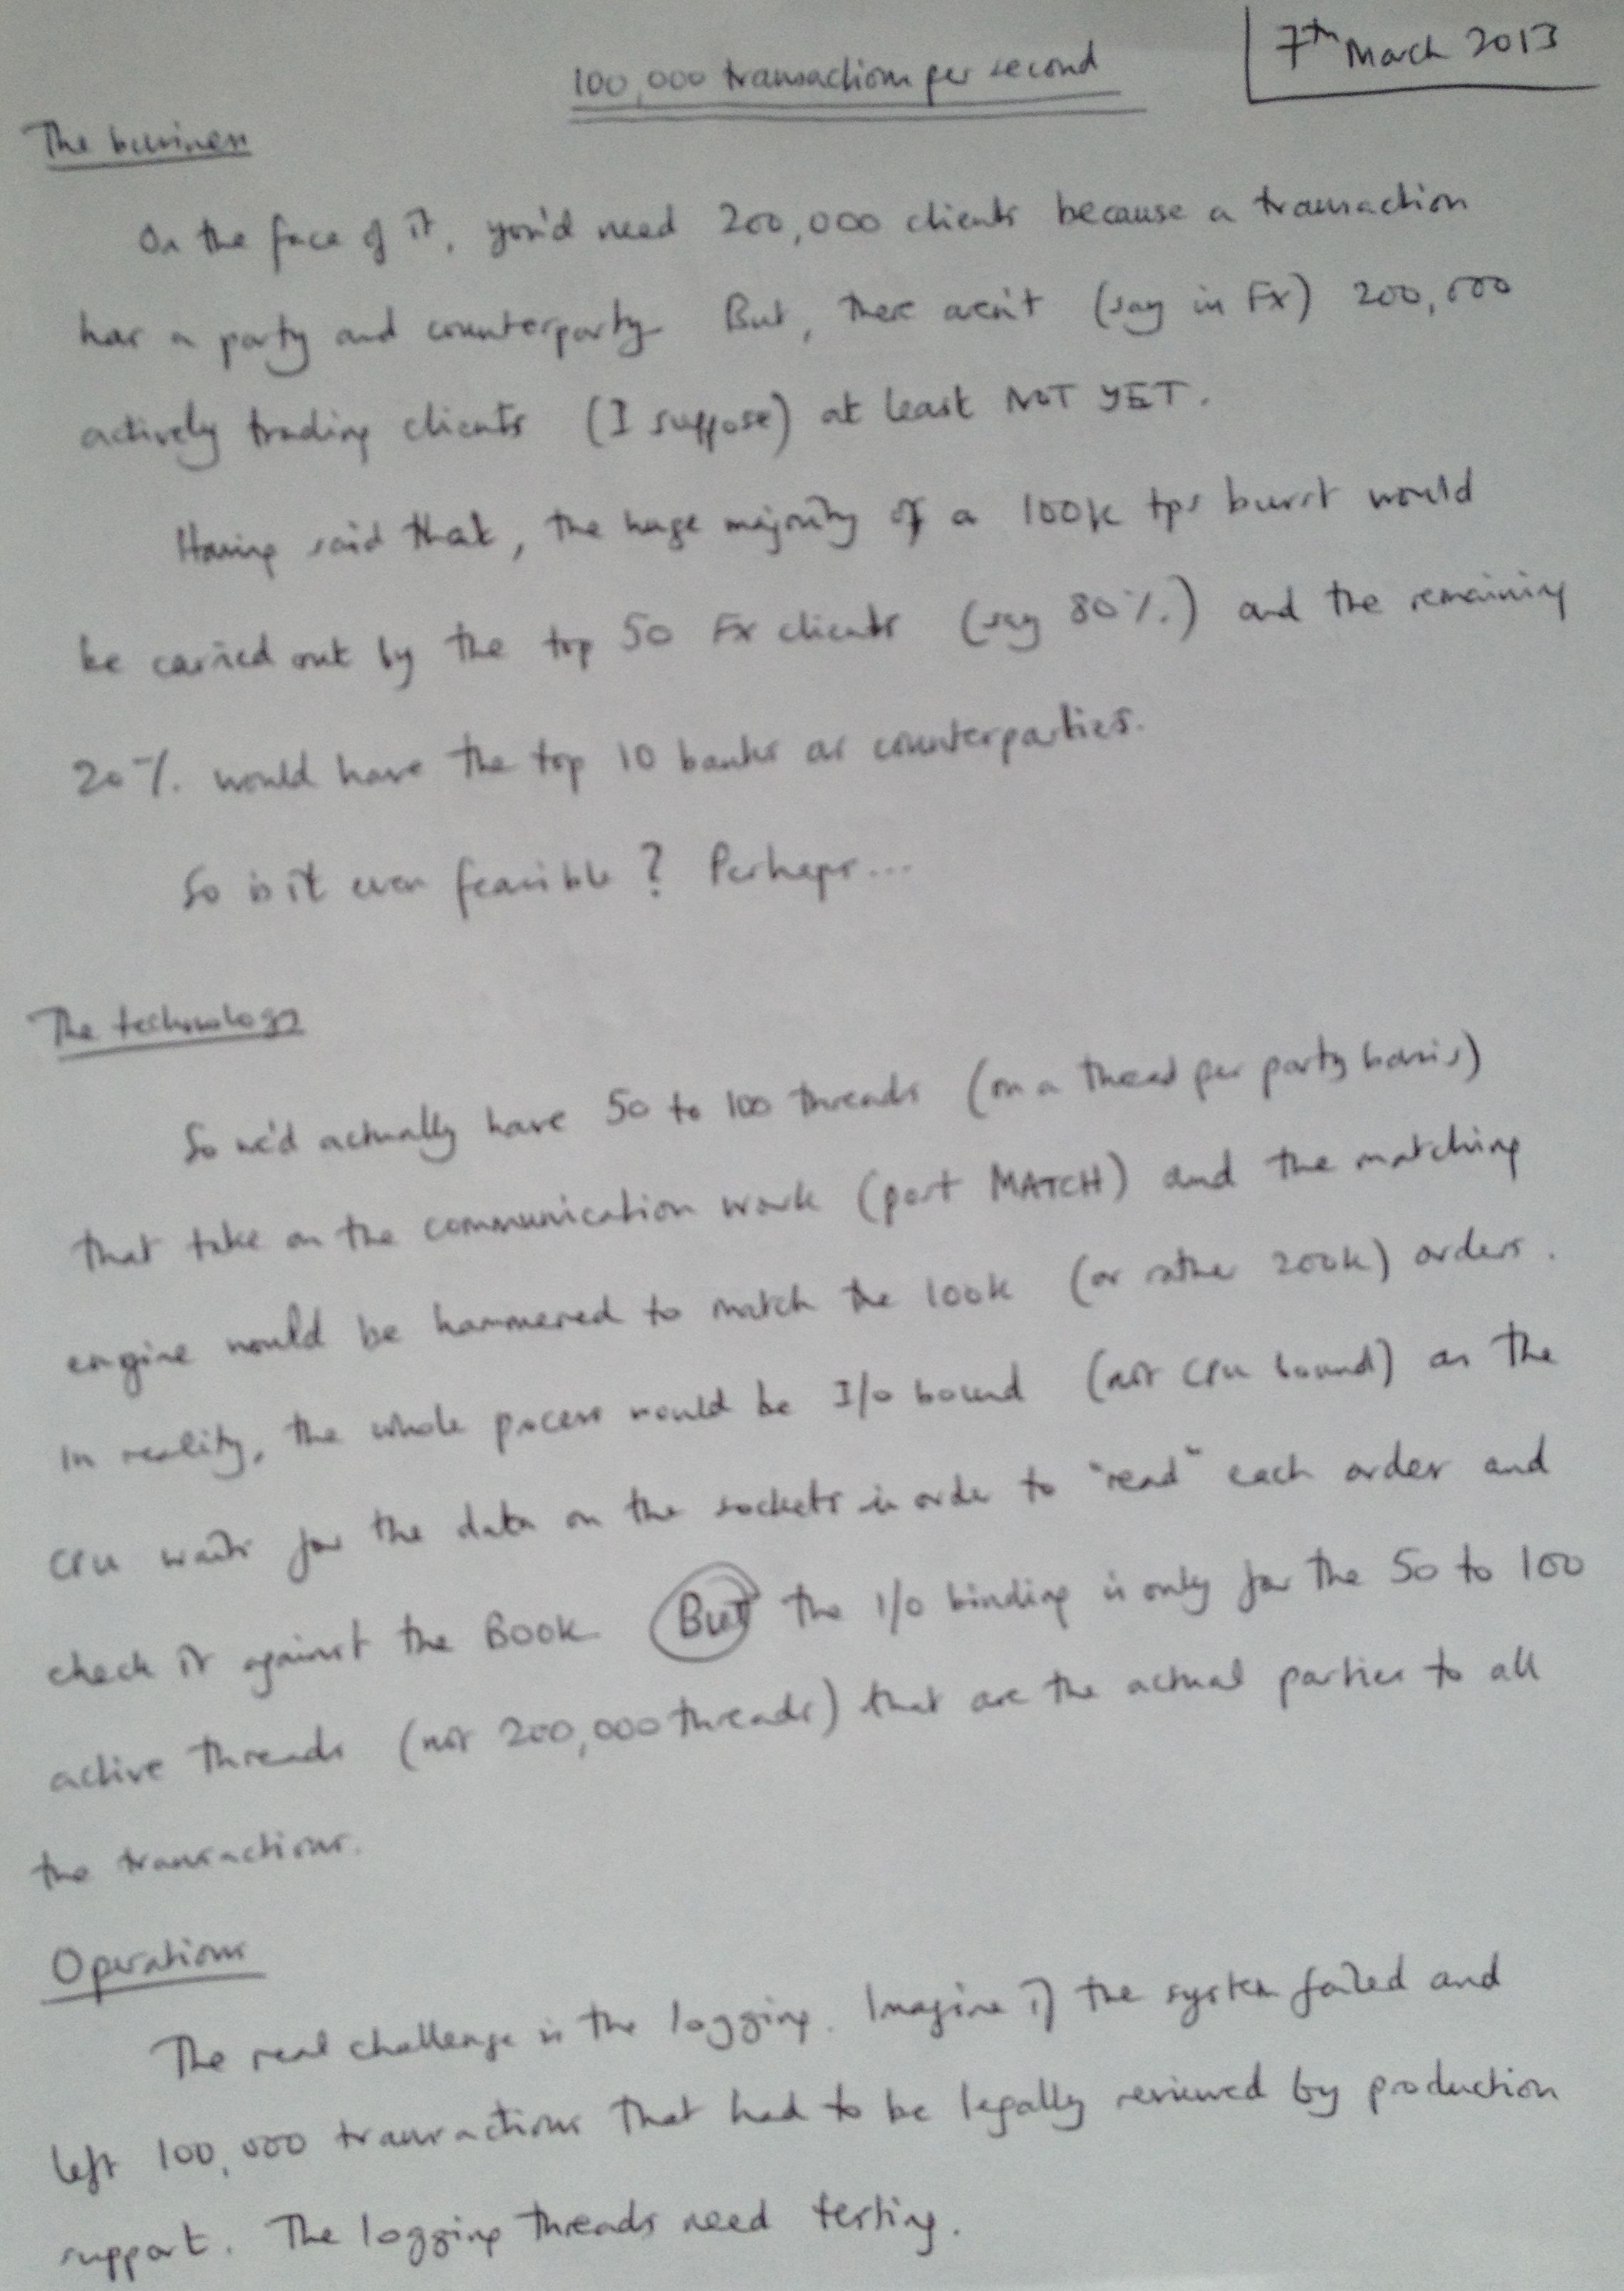 7th March 2013
100,000 transactions per second
The business
On the face of it, you'd need 200,000 clients because a transaction
has a party and counterparty. But, there aren't (say in FX) 200,000
actively trading clients (I suppose) at least NOT YET.
Having said that, the huge majority of a 100k tps burst would
be carried out by the top 50 FX clients (say 80%.) and the remaining
20%. would have the top 10 banks as counterparties.
So is it even feasible? Perhaps...
The technology
So we'd actually have 50 to 100 threads (on a thread per party basis)
that take on the communication work (post MATCH) and the matching
engine would be hammered to match the 100k (or rather 200k) orders.
In reality, the whole process would be I/O bound (not CPU bound) as the
CPU waits for the data on the sockets in order to "read" each order and
check it against the BOOK. But the I/O binding is only for the 50 to 100
active threads (not 200,000 threads) that are the actual parties to all
the transactions.
Operations
The real challenge is the logging. Imagine if the system failed and
left 100,000 transactions that had to be legally reviewed by production
support. The logging threads need testing.